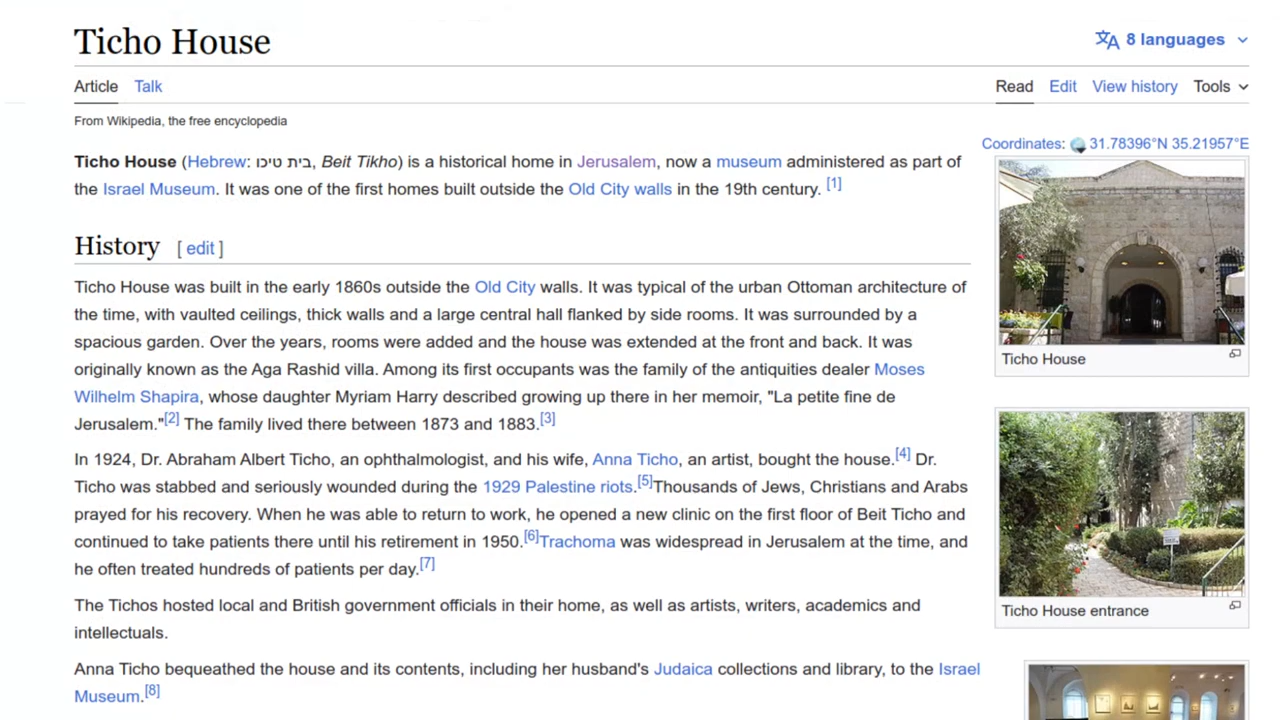 Ticho House
8 languages
Article Talk
Read Edit View history Tools
From Wikipedia, the free encyclopedia
Coordinates: 31.78396°N 35.21957°E
Ticho House (Hebrew: בית טיכו, Beit Tikho) is a historical home in Jerusalem, now a museum administered as part of
the Israel Museum. It was one of the first homes built outside the Old City walls in the 19th century. [1]
History [ edit ]
Ticho House was built in the early 1860s outside the Old City walls. It was typical of the urban Ottoman architecture of
the time, with vaulted ceilings, thick walls and a large central hall flanked by side rooms. It was surrounded by a
spacious garden. Over the years, rooms were added and the house was extended at the front and back. It was
originally known as the Aga Rashid villa. Among its first occupants was the family of the antiquities dealer Moses
Wilhelm Shapira, whose daughter Myriam Harry described growing up there in her memoir, "La petite fine de
Jerusalem."[2] The family lived there between 1873 and 1883.[3]
In 1924, Dr. Abraham Albert Ticho, an ophthalmologist, and his wife, Anna Ticho, an artist, bought the house.[4] Dr.
Ticho was stabbed and seriously wounded during the 1929 Palestine riots.[5]Thousands of Jews, Christians and Arabs
prayed for his recovery. When he was able to return to work, he opened a new clinic on the first floor of Beit Ticho and
continued to take patients there until his retirement in 1950.[6]Trachoma was widespread in Jerusalem at the time, and
he often treated hundreds of patients per day.[7]
The Tichos hosted local and British government officials in their home, as well as artists, writers, academics and
intellectuals.
Anna Ticho bequeathed the house and its contents, including her husband's Judaica collections and library, to the Israel
Museum.[8]
Ticho House
Ticho House entrance